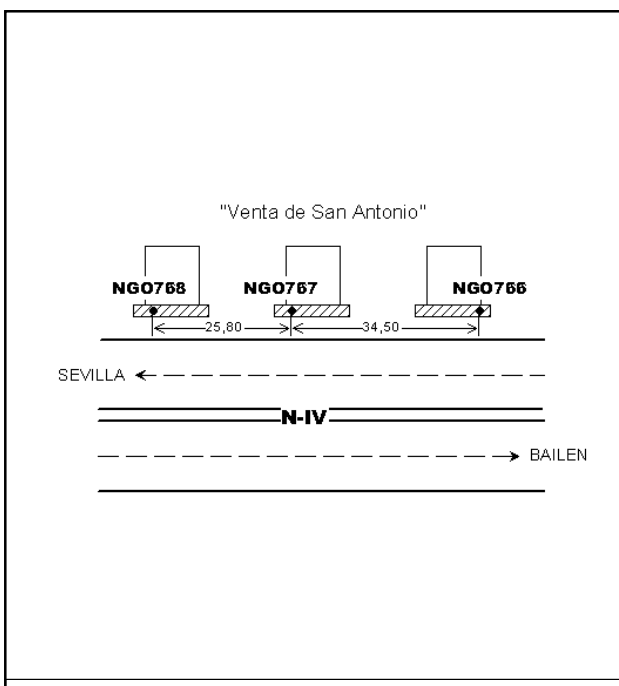 "Venta de San Antonio"
NGO768 NGO767 NGO766
25,80 34,50
SEVILLA
N-IV
BAILEN